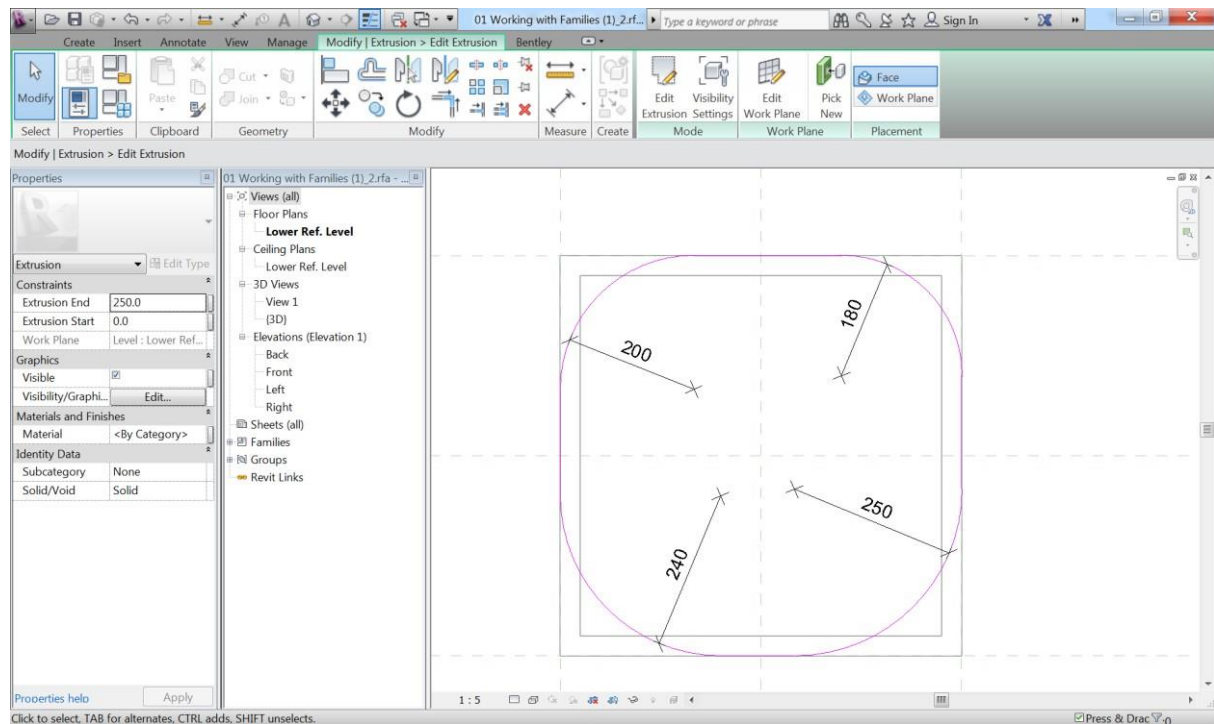 01 Working with Families (1)_2.rf...
Type a keyword or phrase
Sign In
Create Insert Annotate View Manage Modify | Extrusion > Edit Extrusion Bentley
Modify
Paste
Cut
Join
Edit Extrusion
Visibility Settings
Edit Work Plane
Pick New
Face
Work Plane
Select Properties Clipboard Geometry Modify Measure Create Mode Work Plane Placement
Modify | Extrusion > Edit Extrusion
Properties
Extrusion
Edit Type
Constraints
Extrusion End 250.0
Extrusion Start 0.0
Work Plane Level : Lower Ref...
Graphics
Visible
Visibility/Graphi... Edit...
Materials and Finishes
Material <By Category>
Identity Data
Subcategory None
Solid/Void Solid
Properties help
Apply
01 Working with Families (1)_2.rfa - ...
Views (all)
Floor Plans
Lower Ref. Level
Ceiling Plans
Lower Ref. Level
3D Views
View 1
{3D}
Elevations (Elevation 1)
Back
Front
Left
Right
Sheets (all)
Families
Groups
Revit Links
180
200
250
240
1:5
Click to select, TAB for alternates, CTRL adds, SHIFT unselects.
Press & Drag
:0